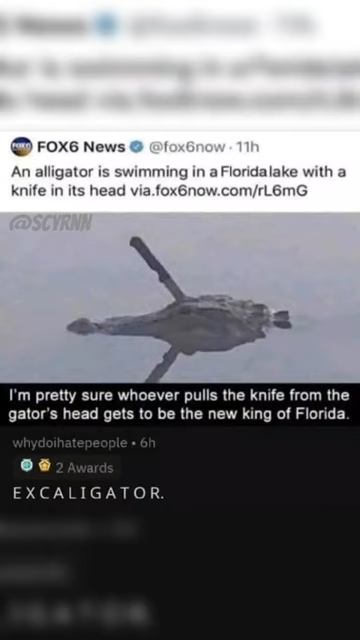 FOX6 News @fox6now · 11h
An alligator is swimming in a Florida lake with a
knife in its head via.fox6now.com/rL6mG
@SCYRNN
I'm pretty sure whoever pulls the knife from the
gator's head gets to be the new king of Florida.
whydoihatepeople • 6h
2 Awards
EXCALIGATOR.